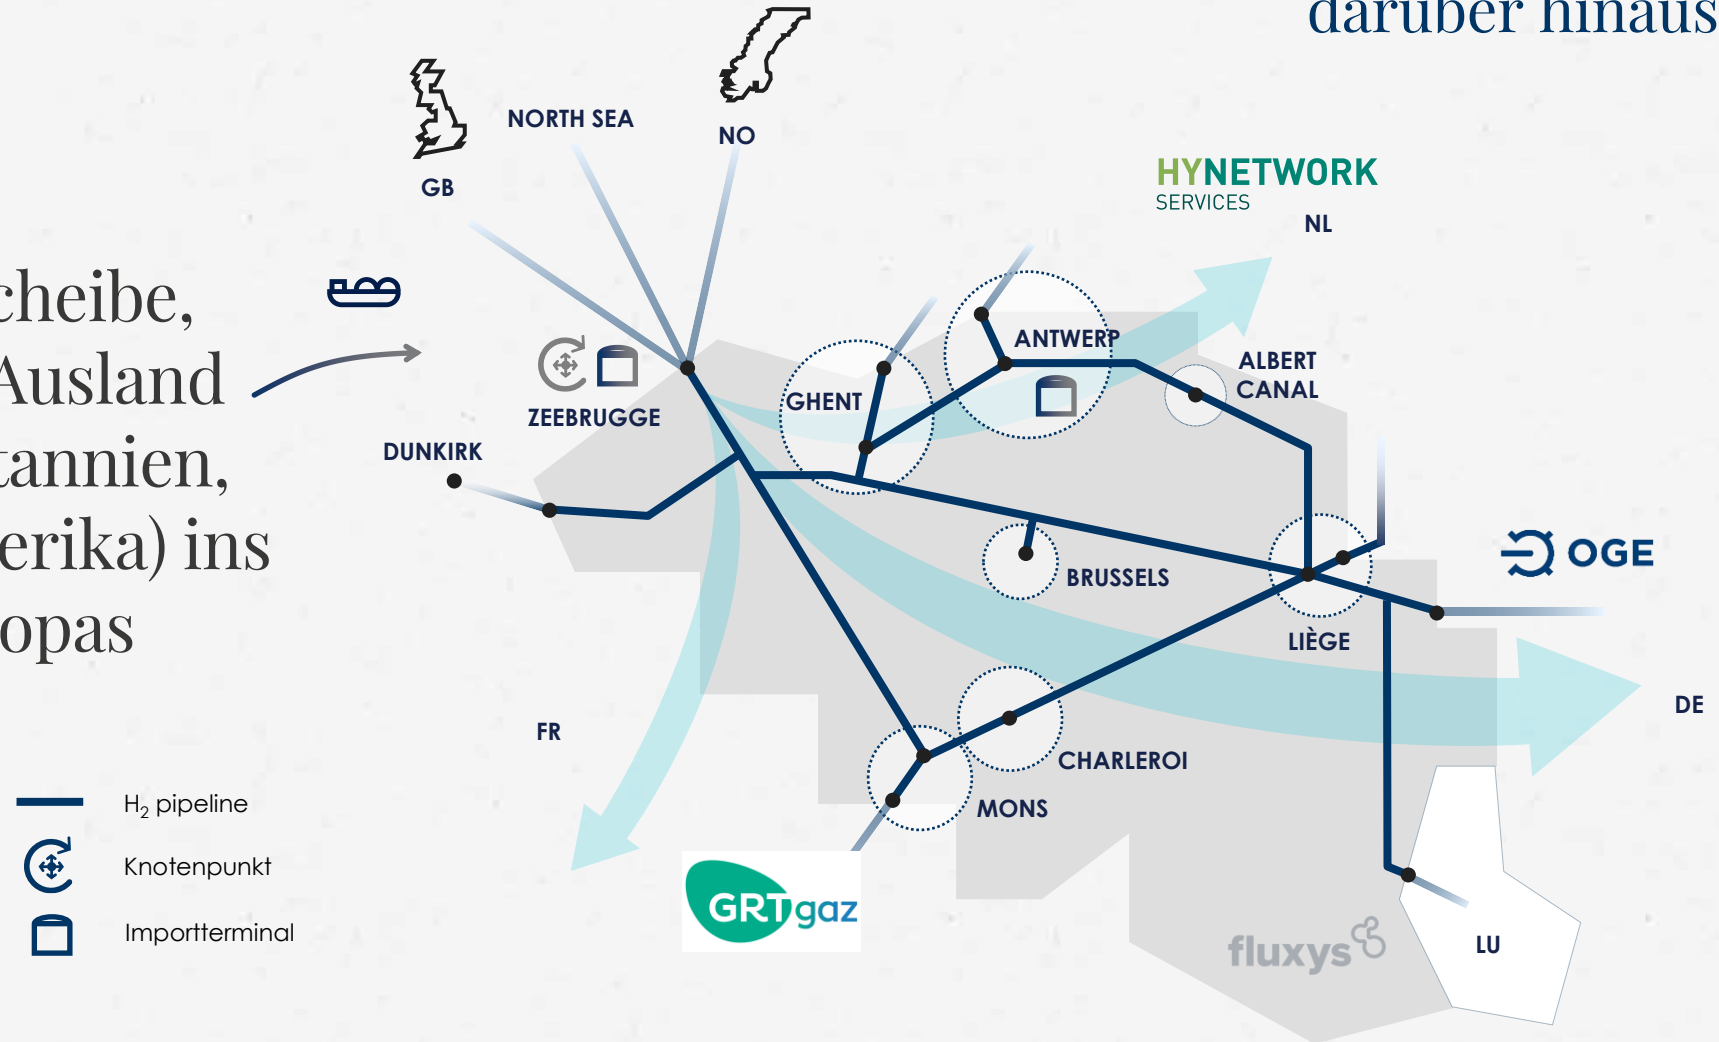 darüber hinaus
NORTH SEA
NO
GB
HYNETWORK
SERVICES
NL
cheibe,
Ausland
tannien,
erika) ins
opas
ANTWERP
ALBERT
CANAL
GHENT
ZEEBRUGGE
DUNKIRK
BRUSSELS
OGE
LIÈGE
DE
FR
CHARLEROI
MONS
H₂ pipeline
Knotenpunkt
Importterminal
GRTgaz
fluxys
LU